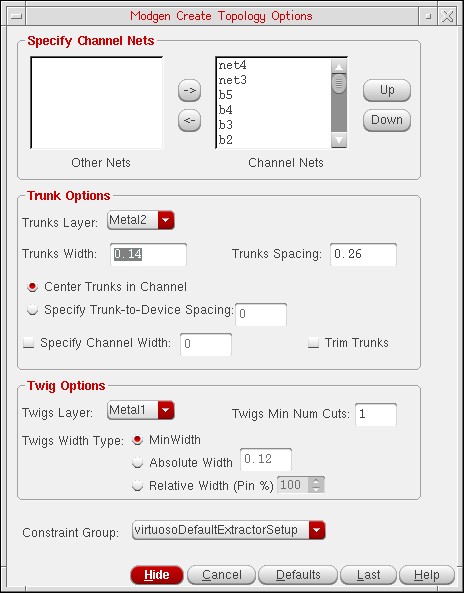 Modgen Create Topology Options
Specify Channel Nets
net4
net3
b5
b4
b3
b2
->
<-
Up
Down
Other Nets
Channel Nets
Trunk Options
Trunks Layer: Metal2
Trunks Width: 0.14 Trunks Spacing: 0.26
Center Trunks in Channel
Specify Trunk-to-Device Spacing: 0
Specify Channel Width: 0 Trim Trunks
Twig Options
Twigs Layer: Metal1 Twigs Min Num Cuts: 1
Twigs Width Type: MinWidth
Absolute Width 0.12
Relative Width (Pin %) 100
Constraint Group: virtuosoDefaultExtractorSetup
Hide Cancel Defaults Last Help